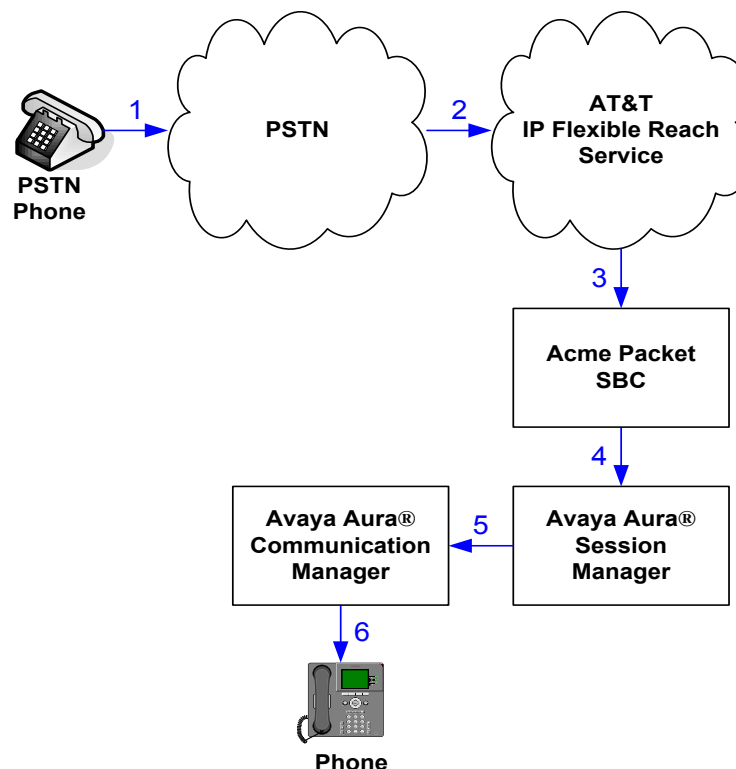 1
2
PSTN
AT&T
IP Flexible Reach
Service
PSTN
Phone
3
Acme Packet
SBC
4
Avaya Aura®
Communication
Manager
5
Avaya Aura®
Session
Manager
6
Phone